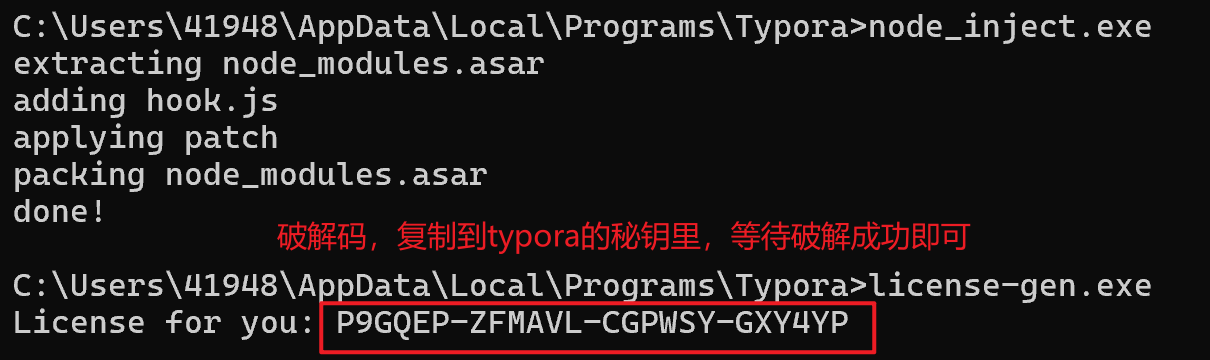 C:\Users\41948\AppData\Local\Programs\Typora>node_inject.exe
extracting node_modules.asar
adding hook.js
applying patch
packing node_modules.asar
done!
破解码，复制到typora的秘钥里，等待破解成功即可
C:\Users\41948\AppData\Local\Programs\Typora>license-gen.exe
License for you: P9GQEP-ZFMAVL-CGPWSY-GXY4YP